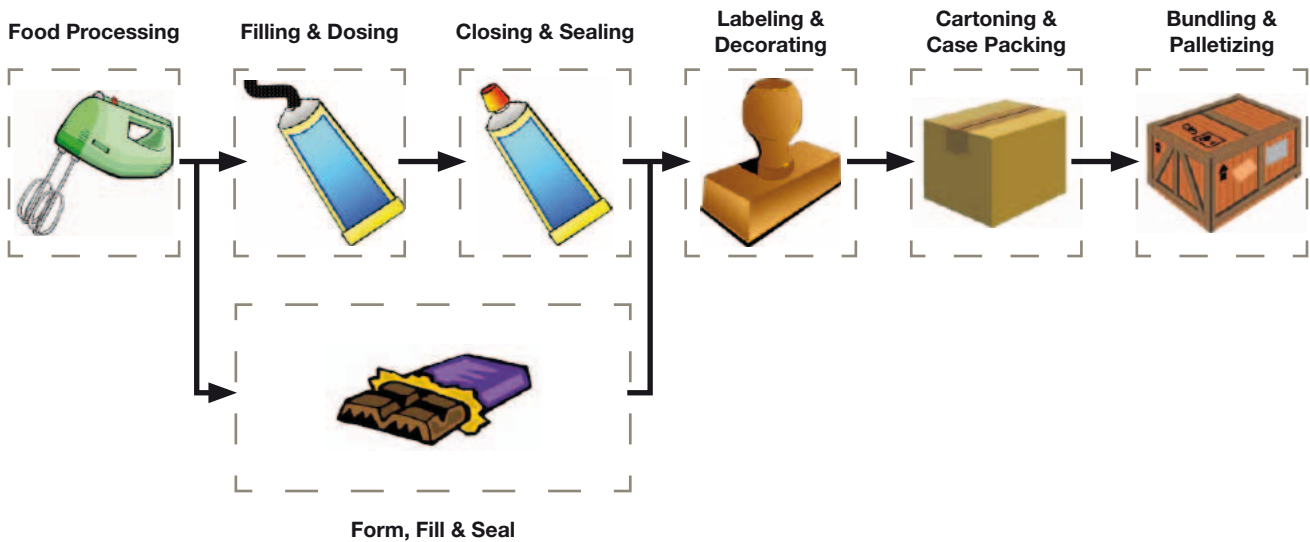 Food Processing
Filling & Dosing
Closing & Sealing
Labeling &
Decorating
Cartoning &
Case Packing
Bundling &
Palletizing
Form, Fill & Seal